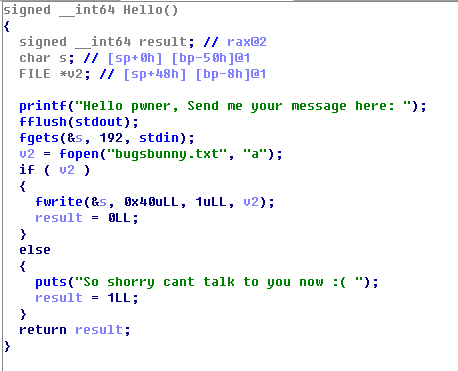 signed __int64 Hello()
{
signed __int64 result; // rax@2
char s; // [sp+0h] [bp-50h]@1
FILE *v2; // [sp+48h] [bp-8h]@1
printf("Hello pwner, Send me your message here: ");
fflush(stdout);
fgets(&s, 192, stdin);
v2 = fopen("bugsbunny.txt", "a");
if ( v2 )
{
fwrite(&s, 0x40uLL, 1uLL, v2);
result = 0LL;
}
else
{
puts("So shorry cant talk to you now :( ");
result = 1LL;
}
return result;
}